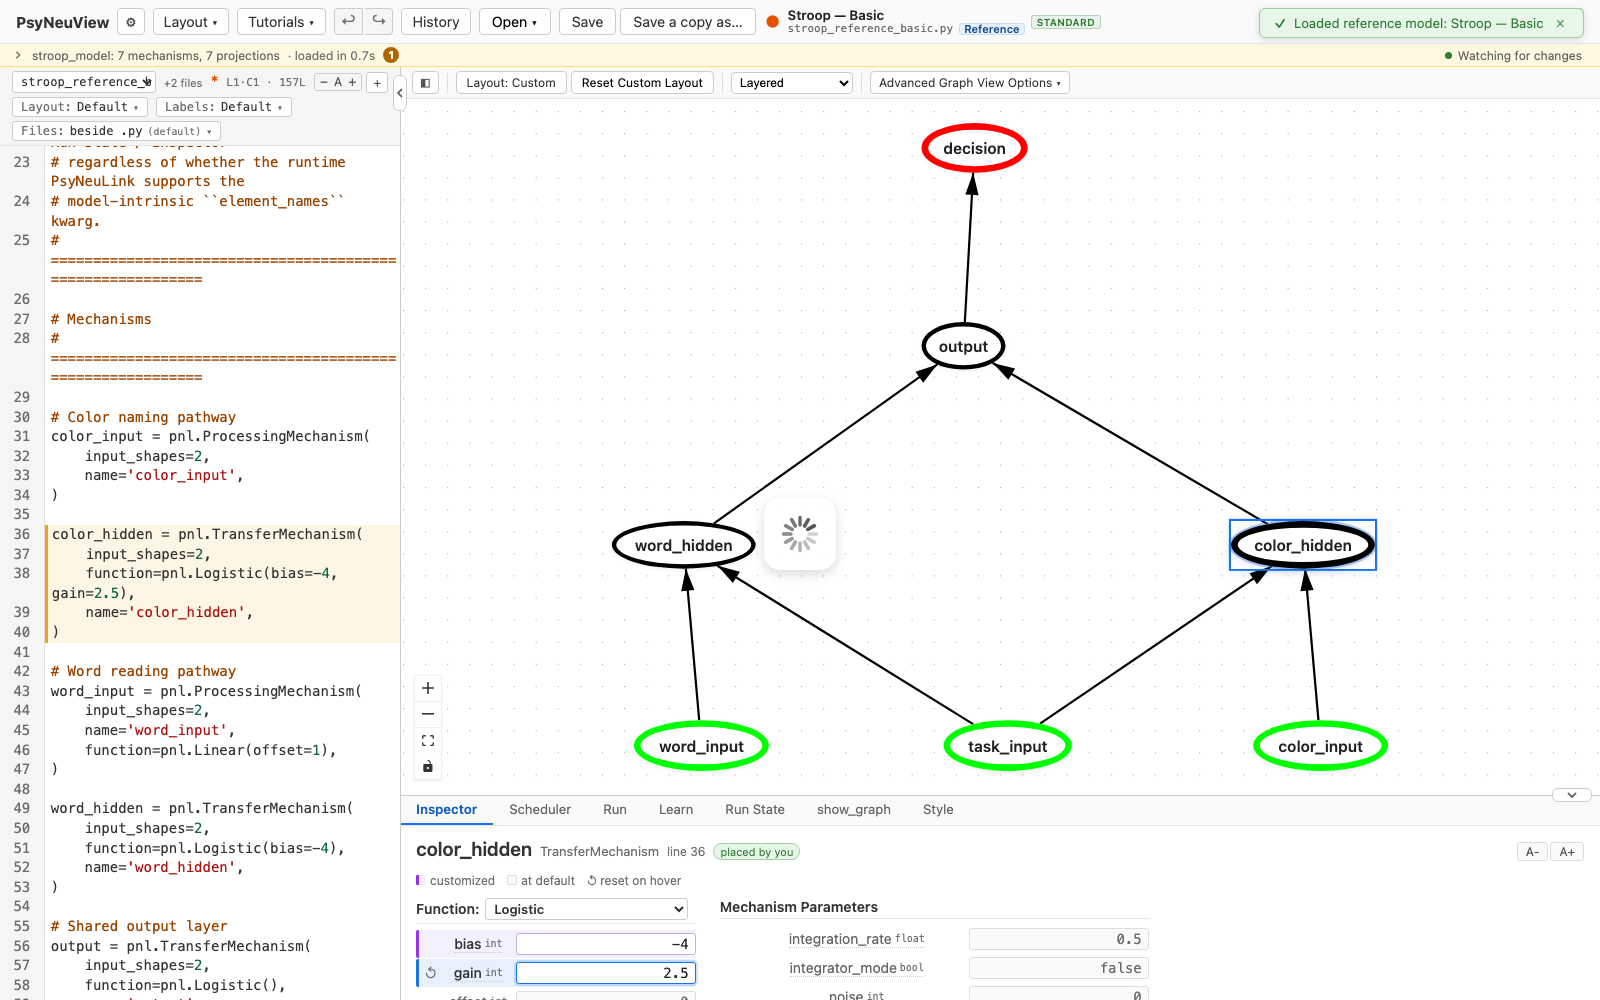 PsyNeuView
Layout ▾
Tutorials ▾
History
Open ▾
Save
Save a copy as...
Stroop — Basic
stroop_reference_basic.py
Reference
STANDARD
✓ Loaded reference model: Stroop — Basic ×
stroop_model: 7 mechanisms, 7 projections · loaded in 0.7s 1
Watching for changes
+2 files * L1:C1 · 157L − A + +
Layout: Default ▾ Labels: Default ▾
Files: beside .py (default) ▾
Layout: Custom
Reset Custom Layout
Layered
Advanced Graph View Options ▾
23 # regardless of whether the runtime
PsyNeuLink supports the
24 # model-intrinsic ``element_names``
kwarg.
25 #
=========================================
==================
26
27 # Mechanisms
28 #
=========================================
==================
29
30 # Color naming pathway
31 color_input = pnl.ProcessingMechanism(
32 input_shapes=2,
33 name='color_input',
34 )
35
36 color_hidden = pnl.TransferMechanism(
37 input_shapes=2,
38 function=pnl.Logistic(bias=-4,
gain=2.5),
39 name='color_hidden',
40 )
41
42 # Word reading pathway
43 word_input = pnl.ProcessingMechanism(
44 input_shapes=2,
45 name='word_input',
46 function=pnl.Linear(offset=1),
47 )
48
49 word_hidden = pnl.TransferMechanism(
50 input_shapes=2,
51 function=pnl.Logistic(bias=-4),
52 name='word_hidden',
53 )
54
55 # Shared output layer
56 output = pnl.TransferMechanism(
57 input_shapes=2,
58 function=pnl.Logistic(),
decision
output
word_hidden
color_hidden
word_input
task_input
color_input
Inspector
Scheduler
Run
Learn
Run State
show_graph
Style
color_hidden TransferMechanism line 36 placed by you
A- A+
customized at default ↺ reset on hover
Function: Logistic
bias int −4
gain int 2.5
Mechanism Parameters
integration_rate float 0.5
integrator_mode bool false
noise int 0